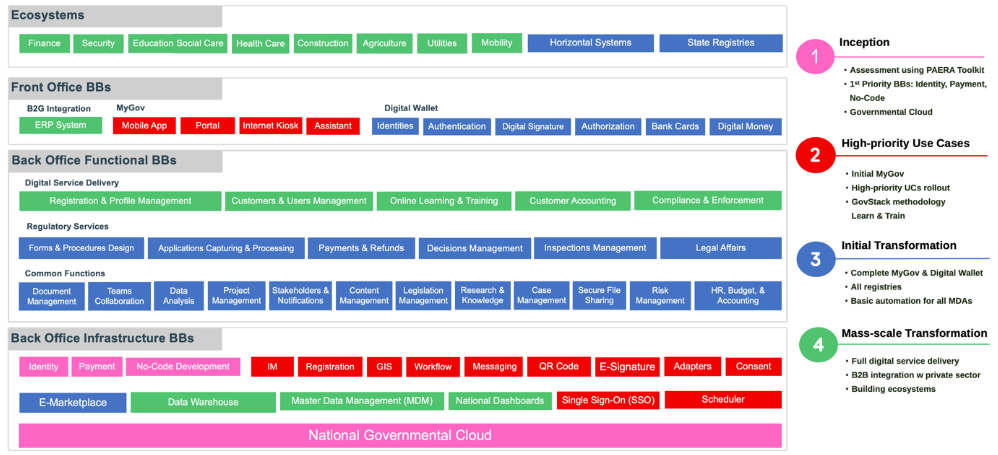 Ecosystems
Finance
Security
Education Social Care
Health Care
Construction
Agriculture
Utilities
Mobility
Horizontal Systems
State Registries
Front Office BBs
B2G Integration
MyGov
Digital Wallet
ERP System
Mobile App
Portal
Internet Kiosk
Assistant
Identities
Authentication
Digital Signature
Authorization
Bank Cards
Digital Money
Back Office Functional BBs
Digital Service Delivery
Registration & Profile Management
Customers & Users Management
Online Learning & Training
Customer Accounting
Compliance & Enforcement
Regulatory Services
Forms & Procedures Design
Applications Capturing & Processing
Payments & Refunds
Decisions Management
Inspections Management
Legal Affairs
Common Functions
Document
Management
Teams
Collaboration
Data
Analysis
Project
Management
Stakeholders &
Notifications
Content
Management
Legislation
Management
Research &
Knowledge
Case
Management
Secure File
Sharing
Risk
Management
HR, Budget, &
Accounting
Back Office Infrastructure BBs
Identity
Payment
No-Code Development
IM
Registration
GIS
Workflow
Messaging
QR Code
E-Signature
Adapters
Consent
E-Marketplace
Data Warehouse
Master Data Management (MDM)
National Dashboards
Single Sign-On (SSO)
Scheduler
National Governmental Cloud
1
Inception
• Assessment using PAERA Toolkit
• 1st Priority BBs: Identity, Payment,
No-Code
• Governmental Cloud
2
High-priority Use Cases
• Initial MyGov
• High-priority UCs rollout
• GovStack methodology
Learn & Train
3
Initial Transformation
• Complete MyGov & Digital Wallet
• All registries
• Basic automation for all MDAs
4
Mass-scale Transformation
• Full digital service delivery
• B2B integration w private sector
• Building ecosystems